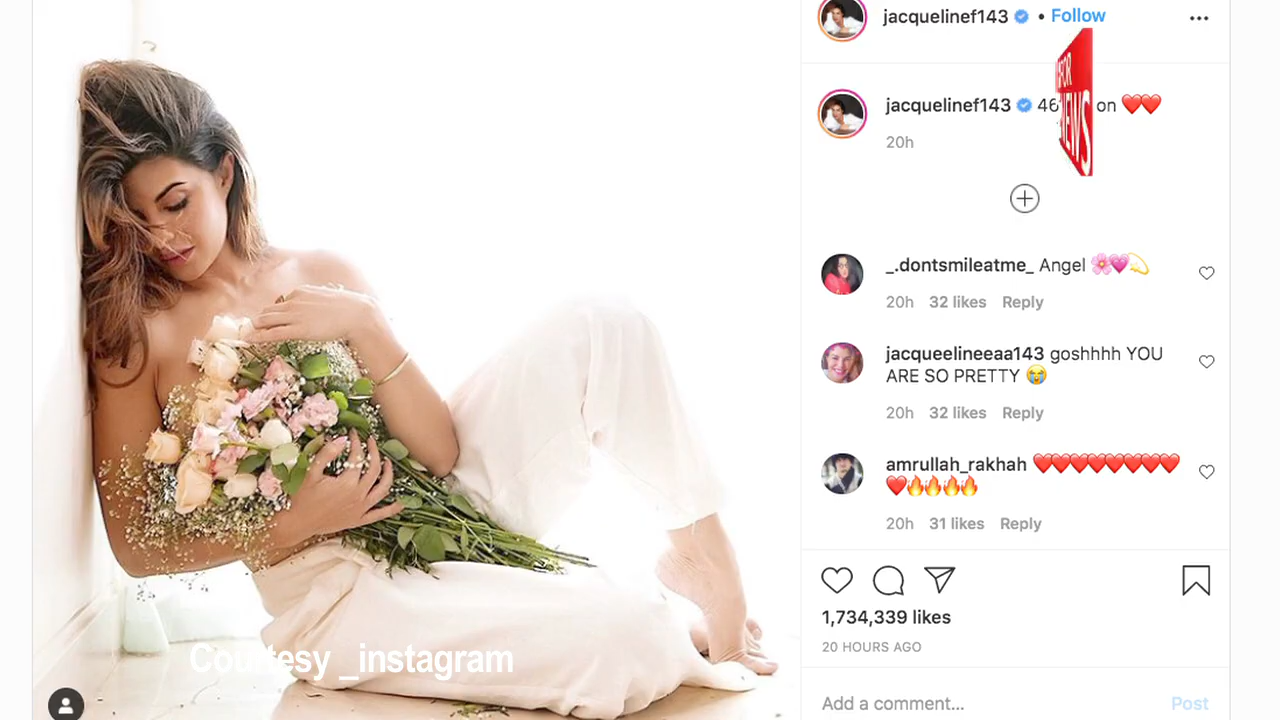 jacquelinef143 • Follow
FOR
NEWS
jacquelinef143 46 on ❤️❤️
20h
_.dontsmileatme_ Angel 🌸💗💫
20h 32 likes Reply
jacqueelineeaa143 goshhhh YOU
ARE SO PRETTY 😭
20h 32 likes Reply
amrullah_rakhah ❤️❤️❤️❤️❤️❤️❤️❤️
❤️🔥🔥🔥🔥
20h 31 likes Reply
1,734,339 likes
20 HOURS AGO
Add a comment... Post
Courtesy _instagram